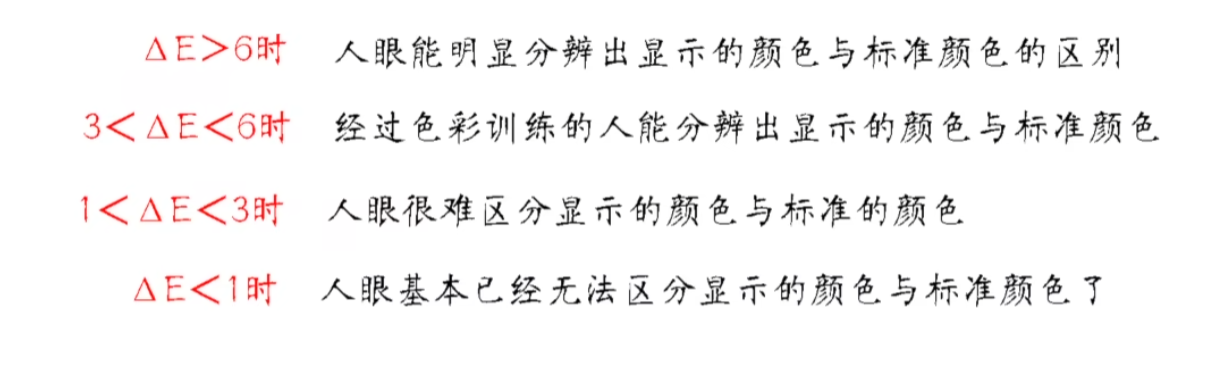 ΔE>6时 人眼能明显分辨出显示的颜色与标准颜色的区别
3<ΔE<6时 经过色彩训练的人能分辨出显示的颜色与标准颜色
1<ΔE<3时 人眼很难区分显示的颜色与标准的颜色
ΔE<1时 人眼基本已经无法区分显示的颜色与标准颜色了